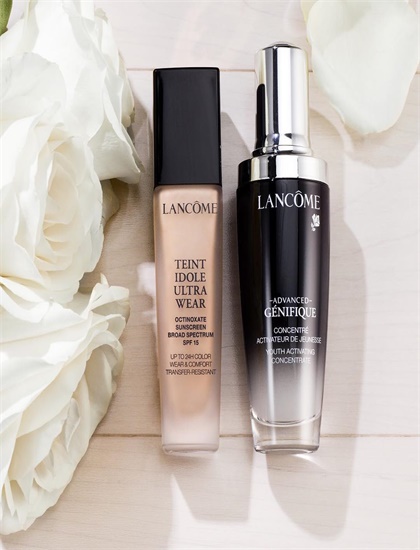 LANCÔME
TEINT
IDOLE
ULTRA
WEAR
OCTINOXATE
SUNSCREEN
BROAD SPECTRUM
SPF 15
UP TO 24H COLOR
WEAR & COMFORT
TRANSFER-RESISTANT
LANCÔME
-ADVANCED-
GÉNIFIQUE
CONCENTRÉ
ACTIVATEUR DE JEUNESSE
YOUTH ACTIVATING
CONCENTRATE